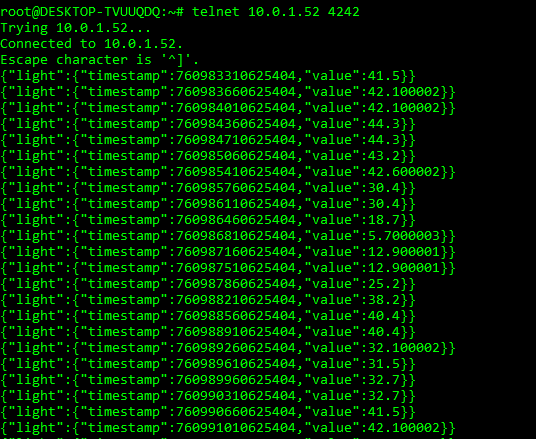 root@DESKTOP-TVUUQDQ:~# telnet 10.0.1.52 4242
Trying 10.0.1.52...
Connected to 10.0.1.52.
Escape character is '^]'.
{"light":{"timestamp":760983310625404,"value":41.5}}
{"light":{"timestamp":760983660625404,"value":42.100002}}
{"light":{"timestamp":760984010625404,"value":42.100002}}
{"light":{"timestamp":760984360625404,"value":44.3}}
{"light":{"timestamp":760984710625404,"value":44.3}}
{"light":{"timestamp":760985060625404,"value":43.2}}
{"light":{"timestamp":760985410625404,"value":42.600002}}
{"light":{"timestamp":760985760625404,"value":30.4}}
{"light":{"timestamp":760986110625404,"value":30.4}}
{"light":{"timestamp":760986460625404,"value":18.7}}
{"light":{"timestamp":760986810625404,"value":5.7000003}}
{"light":{"timestamp":760987160625404,"value":12.900001}}
{"light":{"timestamp":760987510625404,"value":12.900001}}
{"light":{"timestamp":760987860625404,"value":25.2}}
{"light":{"timestamp":760988210625404,"value":38.2}}
{"light":{"timestamp":760988560625404,"value":40.4}}
{"light":{"timestamp":760988910625404,"value":40.4}}
{"light":{"timestamp":760989260625404,"value":32.100002}}
{"light":{"timestamp":760989610625404,"value":31.5}}
{"light":{"timestamp":760989960625404,"value":32.7}}
{"light":{"timestamp":760990310625404,"value":32.7}}
{"light":{"timestamp":760990660625404,"value":41.5}}
{"light":{"timestamp":760991010625404,"value":42.100002}}